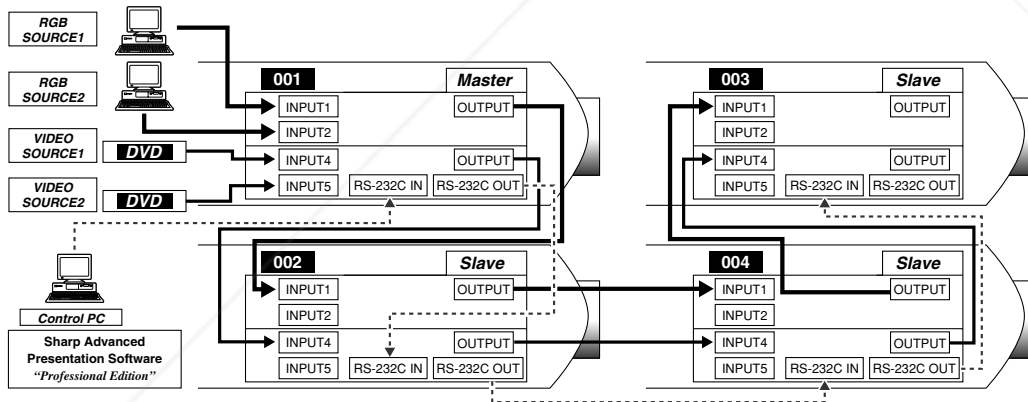 RGB
SOURCE1
RGB
SOURCE2
VIDEO
SOURCE1
DVD
VIDEO
SOURCE2
DVD
Control PC
Sharp Advanced
Presentation Software
“Professional Edition”
001
Master
INPUT1
OUTPUT
INPUT2
INPUT4
OUTPUT
INPUT5
RS-232C IN
RS-232C OUT
003
Slave
INPUT1
OUTPUT
INPUT2
INPUT4
OUTPUT
INPUT5
RS-232C IN
RS-232C OUT
002
Slave
INPUT1
OUTPUT
INPUT2
INPUT4
OUTPUT
INPUT5
RS-232C IN
RS-232C OUT
004
Slave
INPUT1
OUTPUT
INPUT2
INPUT4
OUTPUT
INPUT5
RS-232C IN
RS-232C OUT